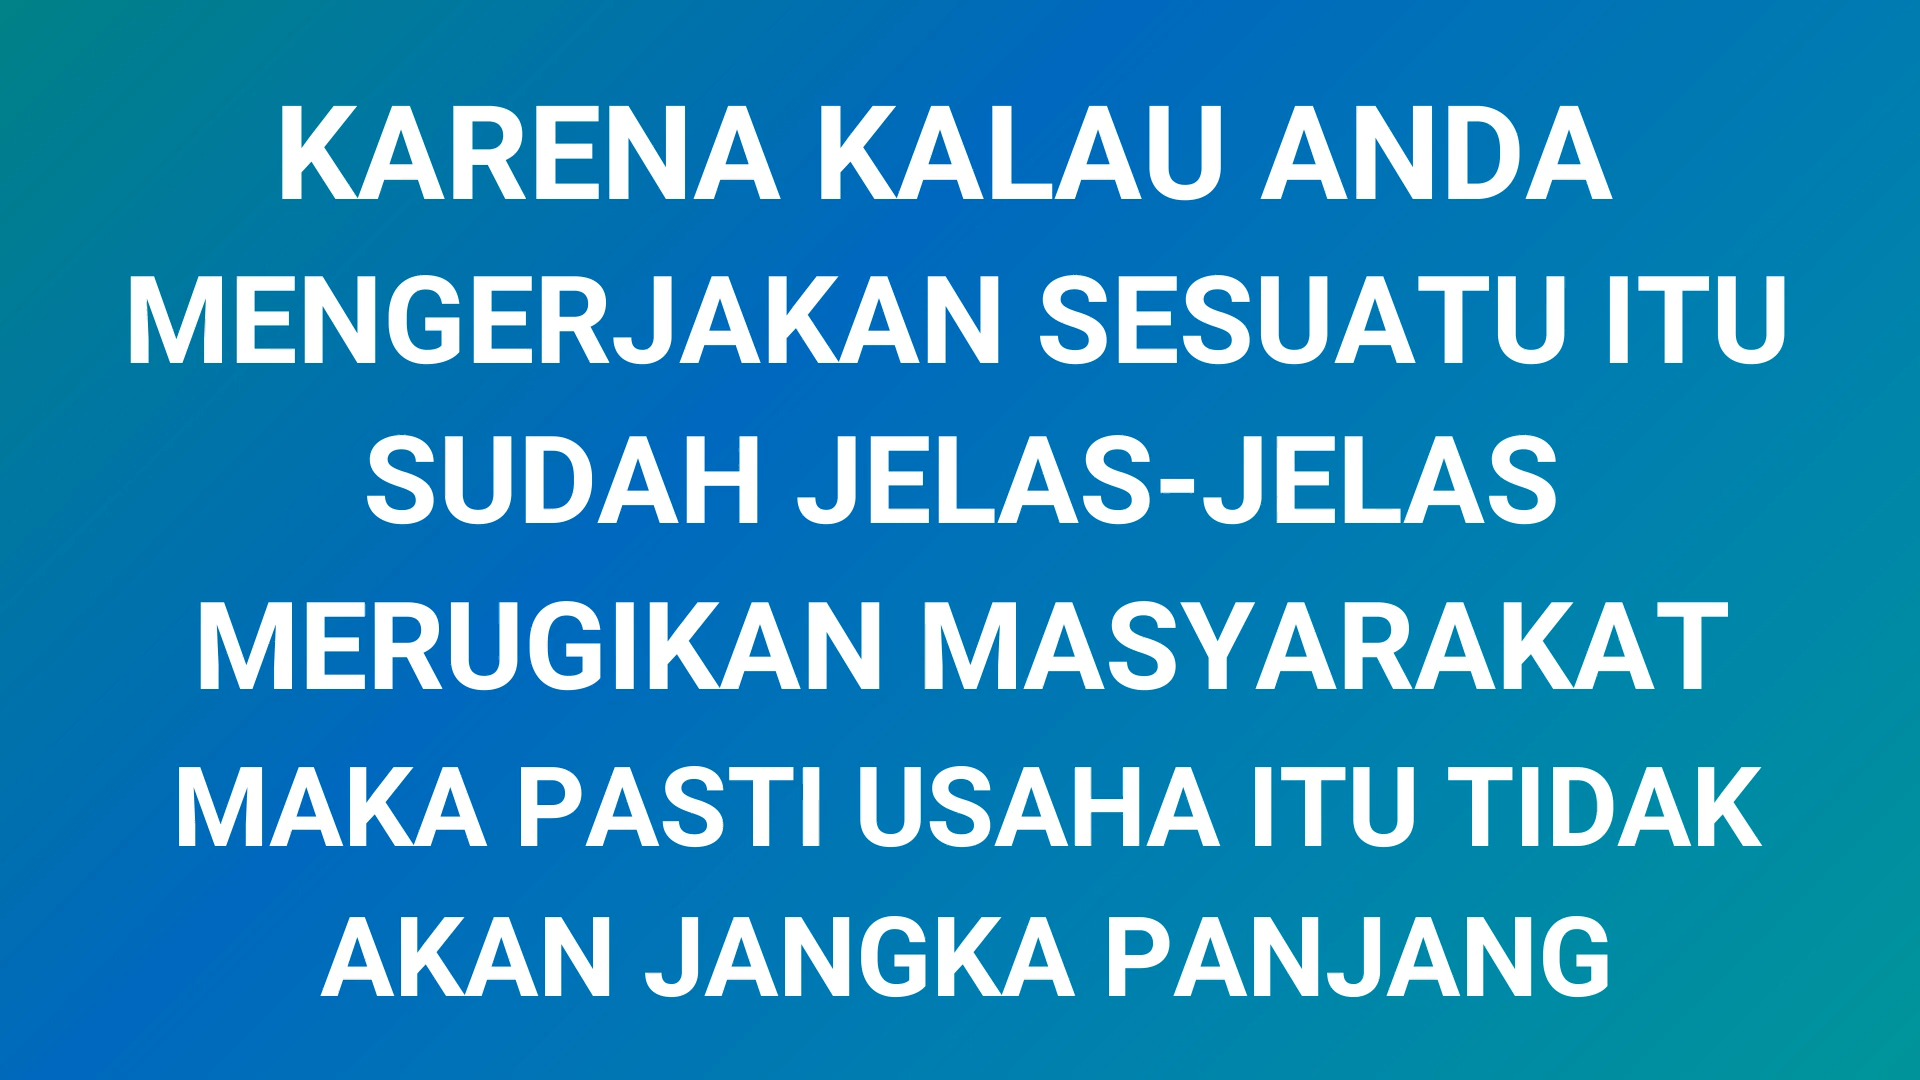 KARENA KALAU ANDA
MENGERJAKAN SESUATU ITU
SUDAH JELAS-JELAS
MERUGIKAN MASYARAKAT
MAKA PASTI USAHA ITU TIDAK
AKAN JANGKA PANJANG